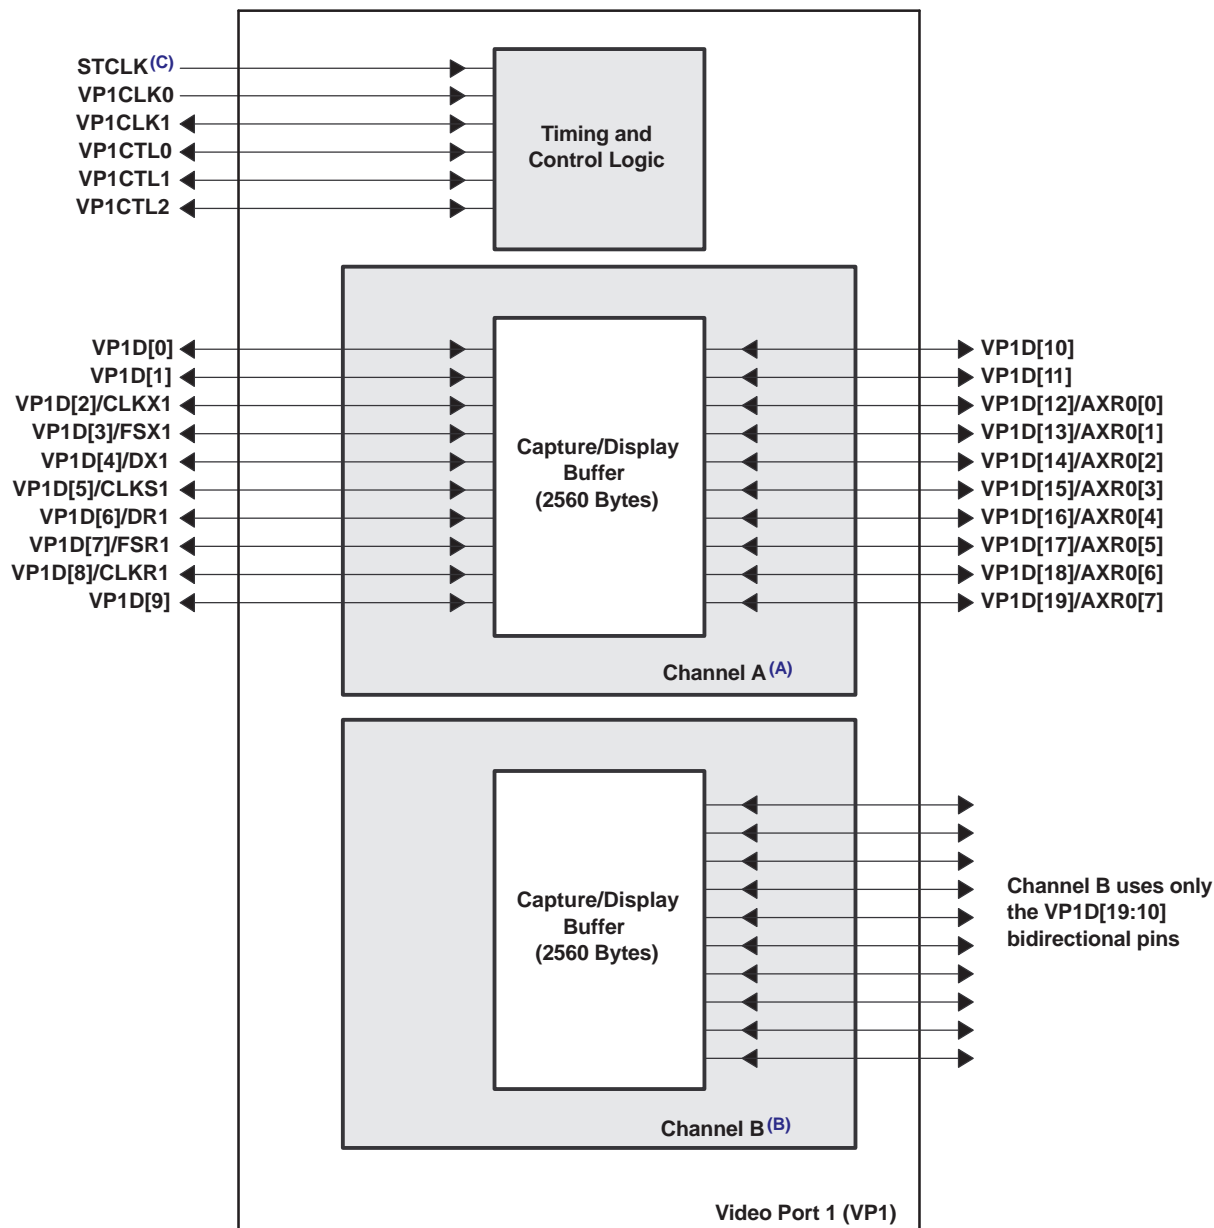 STCLK(C)
VP1CLK0
VP1CLK1
VP1CTL0
VP1CTL1
VP1CTL2
Timing and
Control Logic
VP1D[0]
VP1D[1]
VP1D[2]/CLKX1
VP1D[3]/FSX1
VP1D[4]/DX1
VP1D[5]/CLKS1
VP1D[6]/DR1
VP1D[7]/FSR1
VP1D[8]/CLKR1
VP1D[9]
Capture/Display
Buffer
(2560 Bytes)
VP1D[10]
VP1D[11]
VP1D[12]/AXR0[0]
VP1D[13]/AXR0[1]
VP1D[14]/AXR0[2]
VP1D[15]/AXR0[3]
VP1D[16]/AXR0[4]
VP1D[17]/AXR0[5]
VP1D[18]/AXR0[6]
VP1D[19]/AXR0[7]
Channel A(A)
Capture/Display
Buffer
(2560 Bytes)
Channel B uses only
the VP1D[19:10]
bidirectional pins
Channel B(B)
Video Port 1 (VP1)